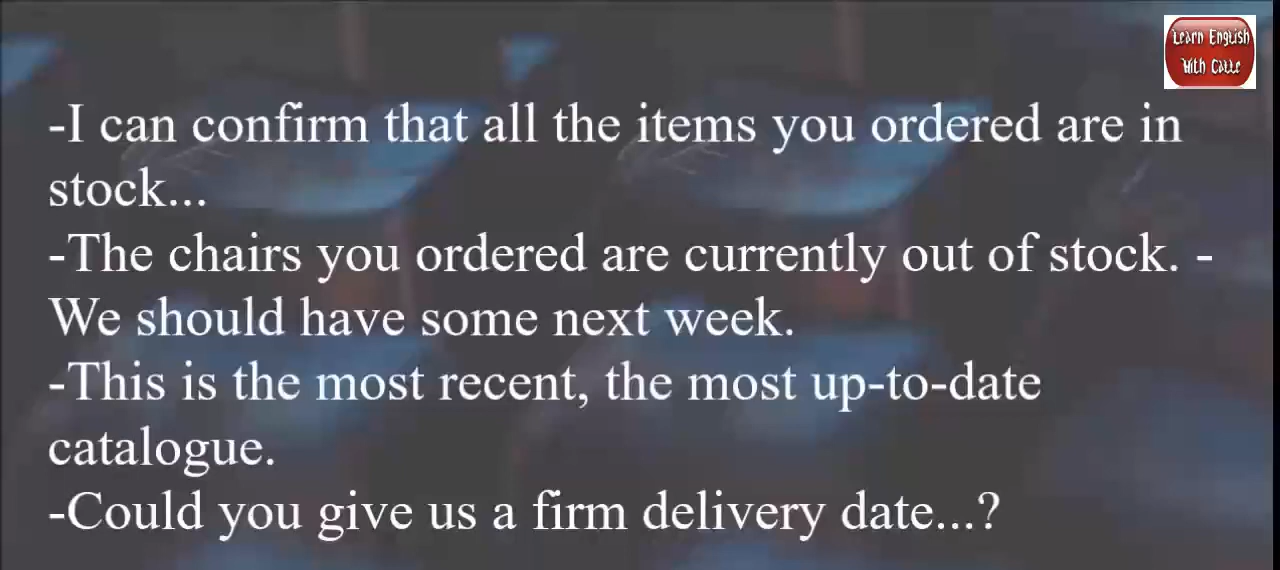 Learn English
With Catle
-I can confirm that all the items you ordered are in
stock...
-The chairs you ordered are currently out of stock. -
We should have some next week.
-This is the most recent, the most up-to-date
catalogue.
-Could you give us a firm delivery date...?